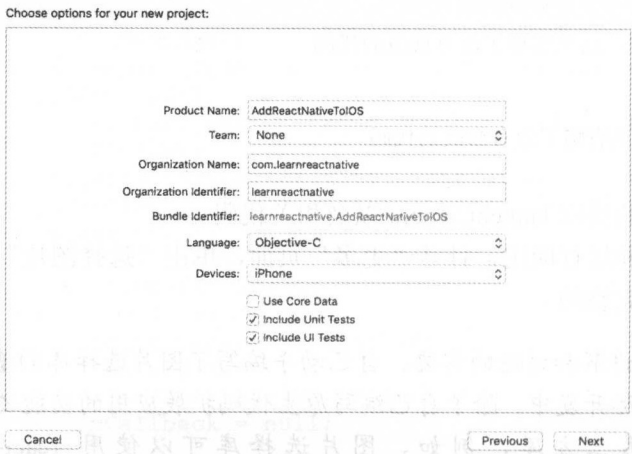 Choose options for your new project:
Product Name: AddReactNativeToIOS
Team: None
Organization Name: com.learnreactnative
Organization Identifier: learnreactnative
Bundle Identifier: learnreactnative.AddReactNativeToIOS
Language: Objective-C
Devices: iPhone
Use Core Data
Include Unit Tests
Include UI Tests
Cancel Previous Next